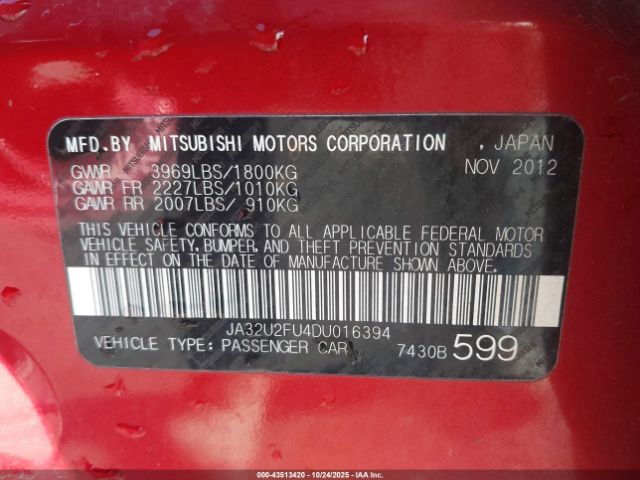 MFD.BY MITSUBISHI MOTORS CORPORATION , JAPAN
GVWR 3969LBS/1800KG NOV 2012
GAWR FR 2227LBS/1010KG
GAWR RR 2007LBS/ 910KG
THIS VEHICLE CONFORMS TO ALL APPLICABLE FEDERAL MOTOR
VEHICLE SAFETY, BUMPER, AND THEFT PREVENTION STANDARDS
IN EFFECT ON THE DATE OF MANUFACTURE SHOWN ABOVE.
JA32U2FU4DU016394
VEHICLE TYPE: PASSENGER CAR 7430B 599
000-43513420 - 10/24/2025 - IAAI.COM